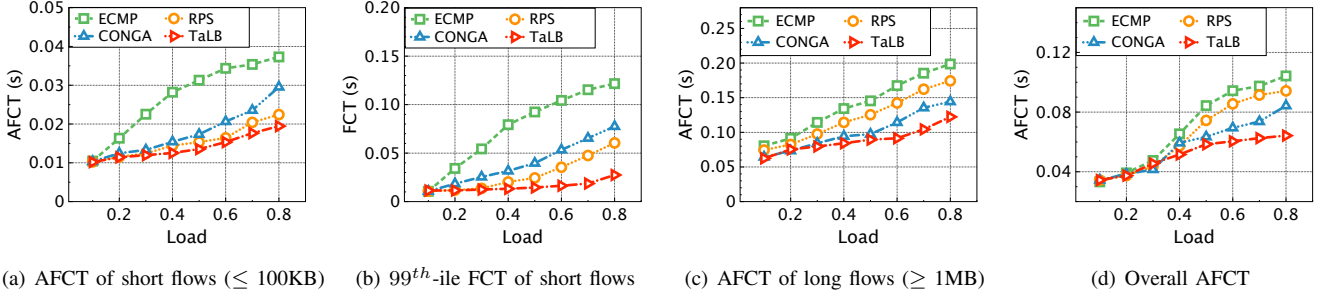 ECMP RPS
CONGA TaLB
0.05
0.04
0.03
0.02
0.01
0
AFCT (s)
0.2 0.4 0.6 0.8
Load
(a) AFCT of short flows (≤ 100KB)
ECMP RPS
CONGA TaLB
0.20
0.15
0.10
0.05
0
FCT (s)
0.2 0.4 0.6 0.8
Load
(b) 99th-ile FCT of short flows
ECMP RPS
CONGA TaLB
0.25
0.20
0.15
0.10
0.05
0
AFCT (s)
0.2 0.4 0.6 0.8
Load
(c) AFCT of long flows (≥ 1MB)
ECMP RPS
CONGA TaLB
0.12
0.08
0.04
AFCT (s)
0.2 0.4 0.6 0.8
Load
(d) Overall AFCT